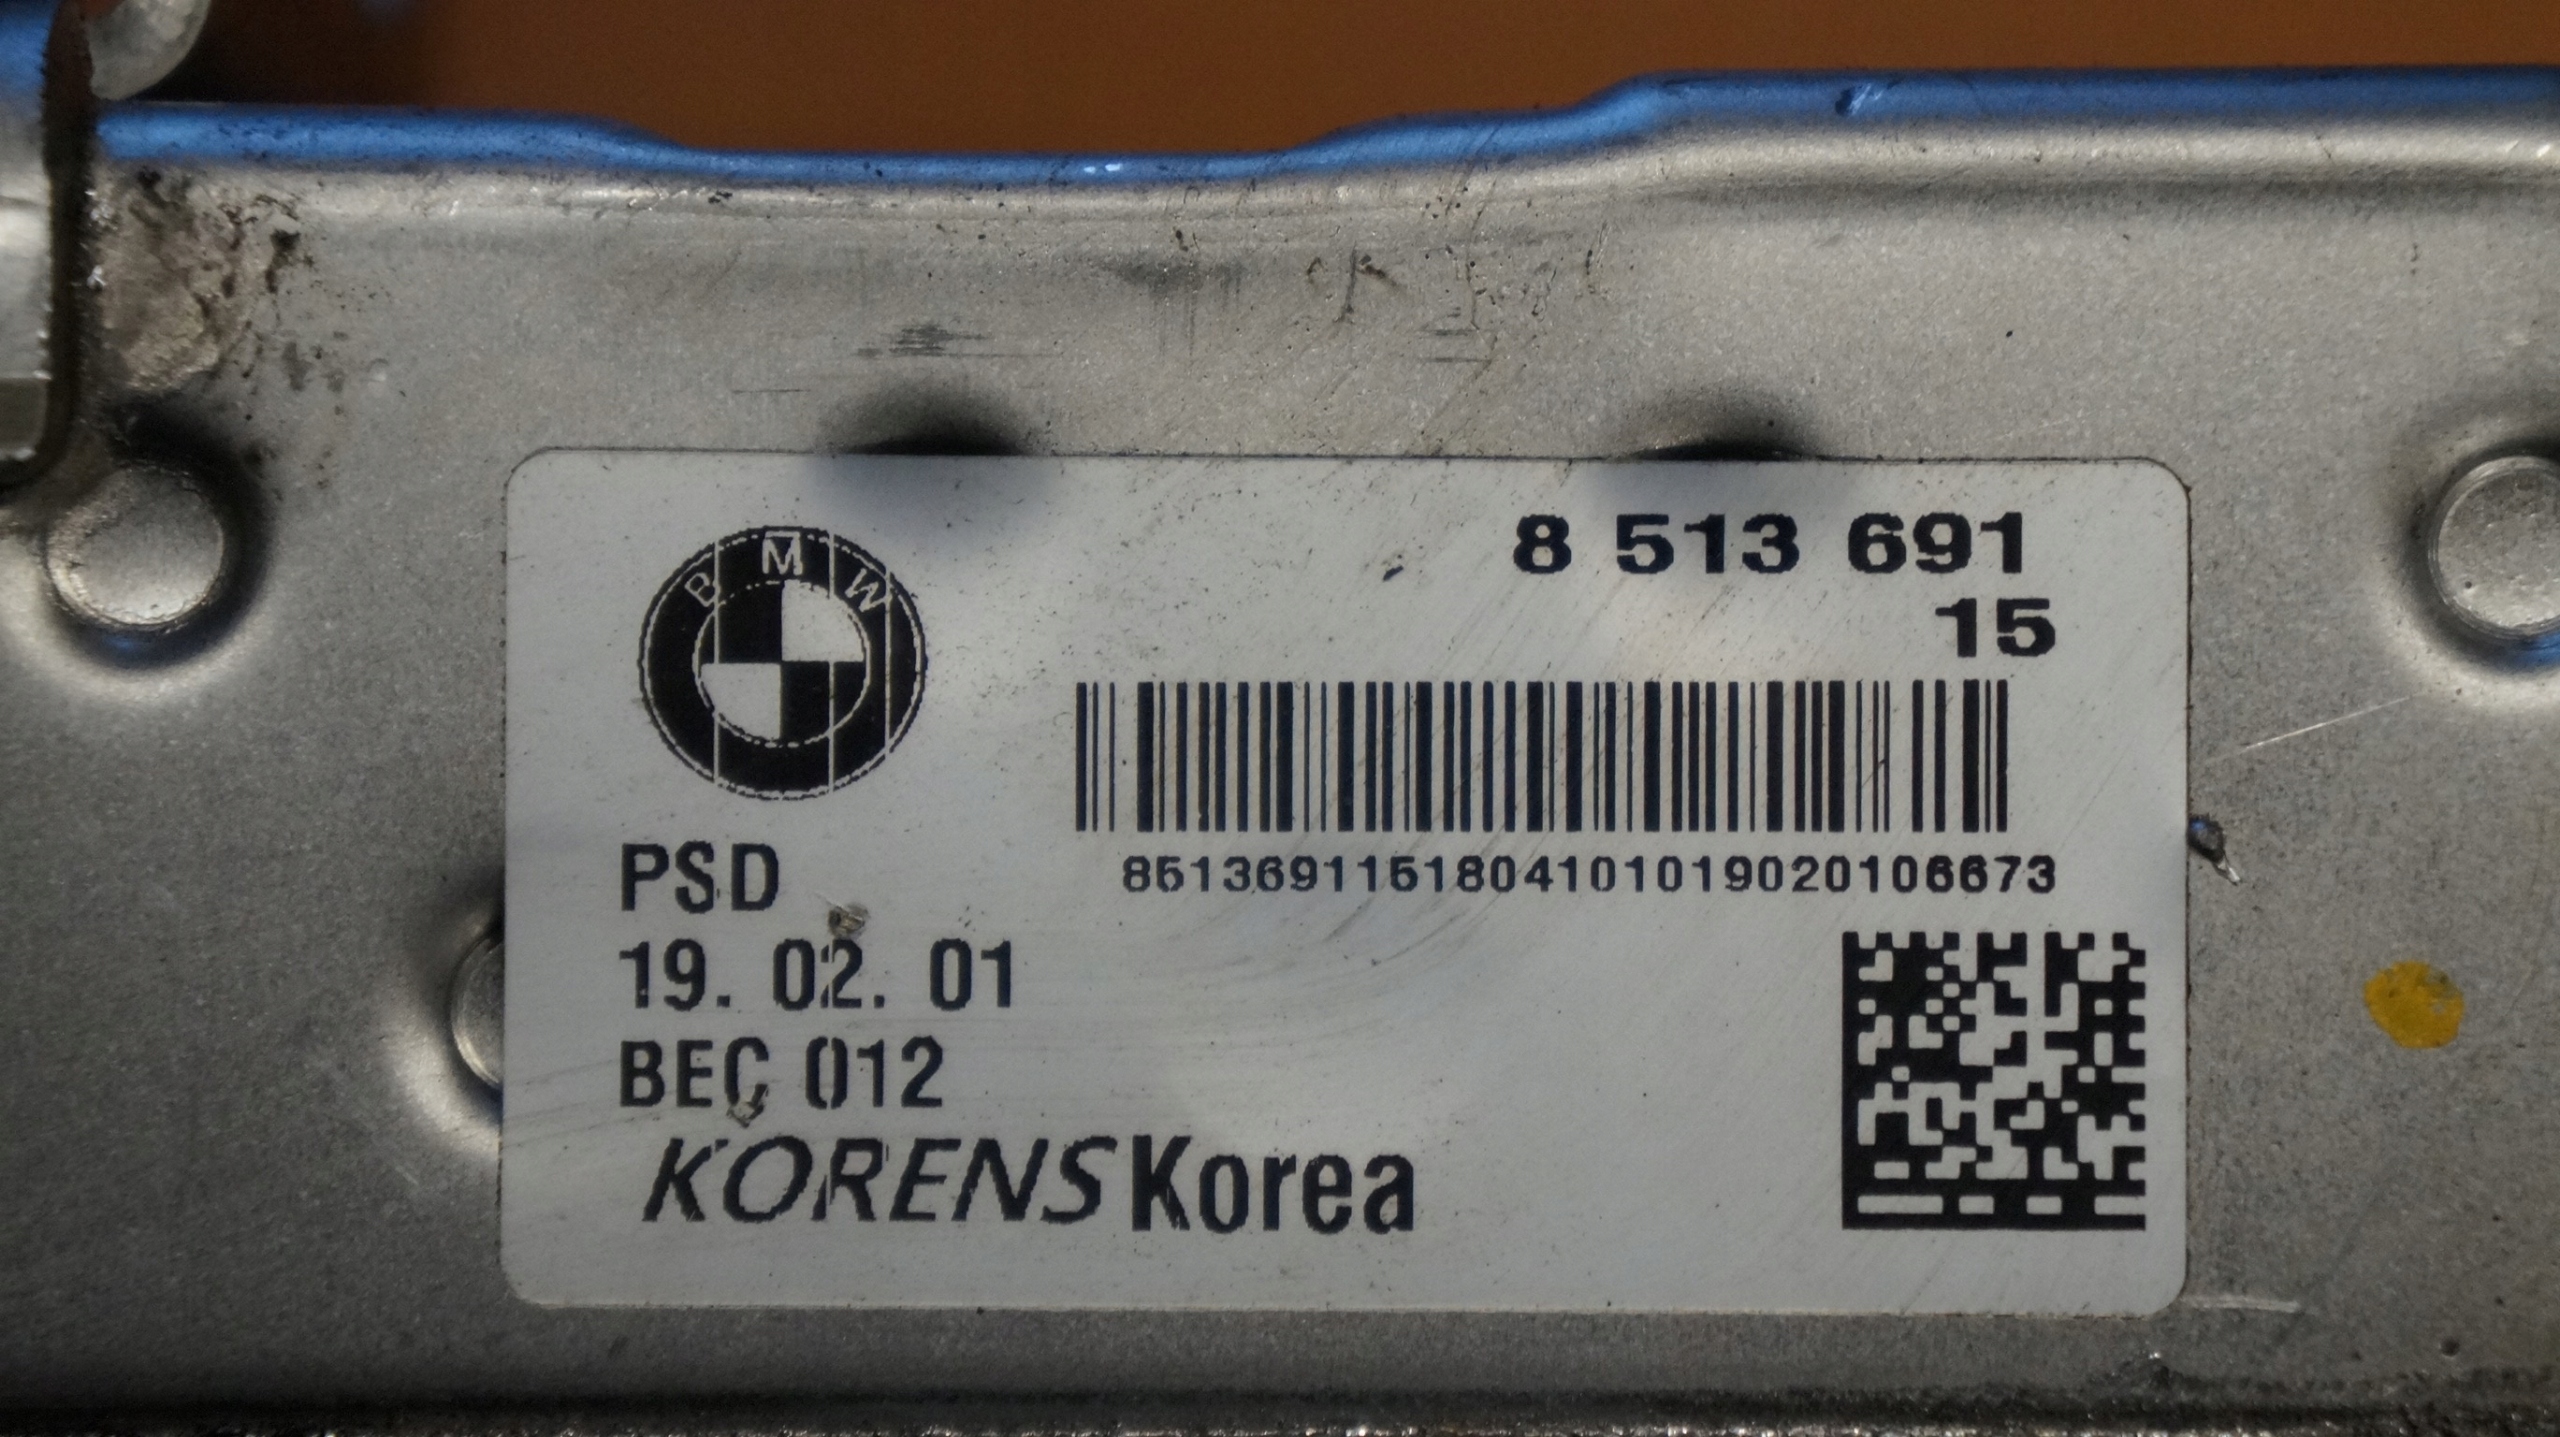 BMW
8 513 691
15
8513691151804101019020106673
PSD
19. 02. 01
BEC 012
KORENS Korea